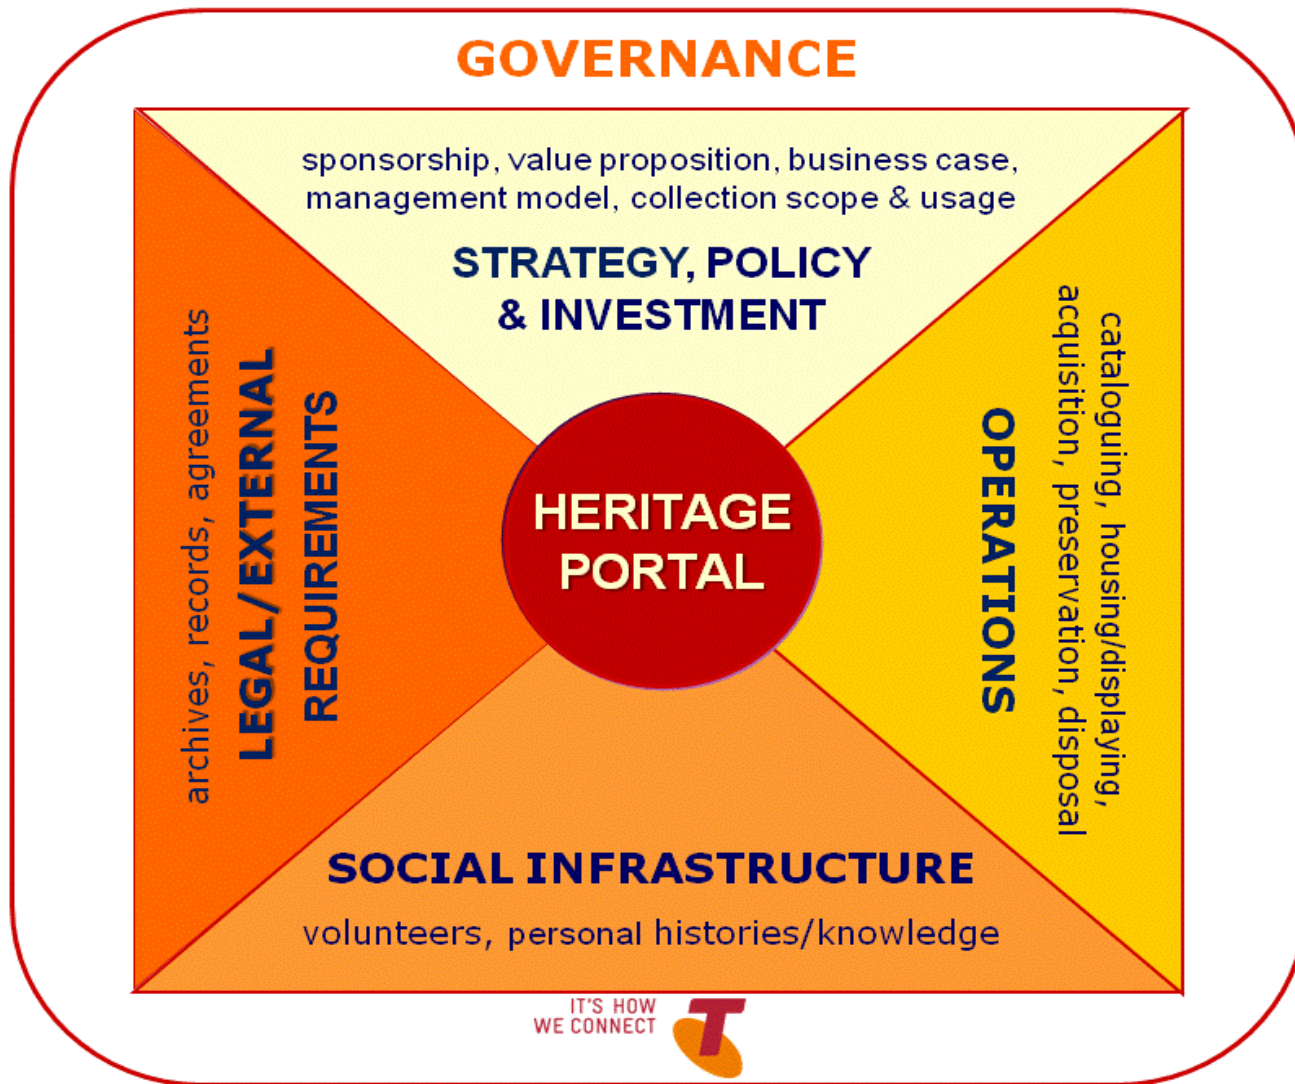 GOVERNANCE
sponsorship, value proposition, business case,
management model, collection scope & usage
STRATEGY, POLICY
& INVESTMENT
archives, records, agreements
LEGAL/EXTERNAL
REQUIREMENTS
HERITAGE
PORTAL
OPERATIONS
cataloguing, housing/displaying,
acquisition, preservation, disposal
SOCIAL INFRASTRUCTURE
volunteers, personal histories/knowledge
IT'S HOW
WE CONNECT
T